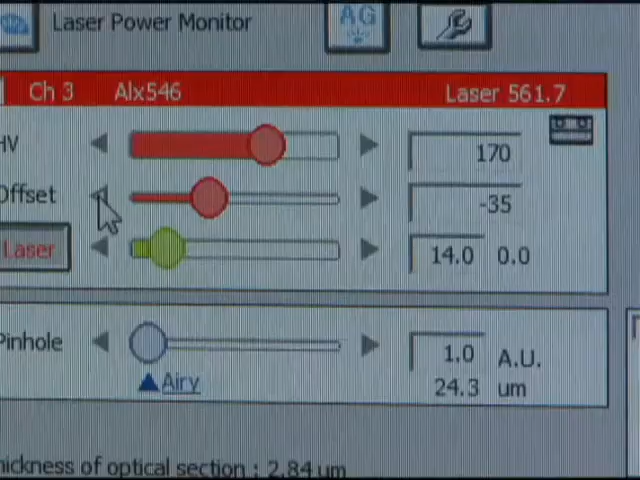 Laser Power Monitor AG
Ch 3 Alx546 Laser 561.7
HV 170
Offset -35
Laser 14.0 0.0
Pinhole 1.0 A.U.
Airy 24.3 um
hickness of optical section : 2.84 um